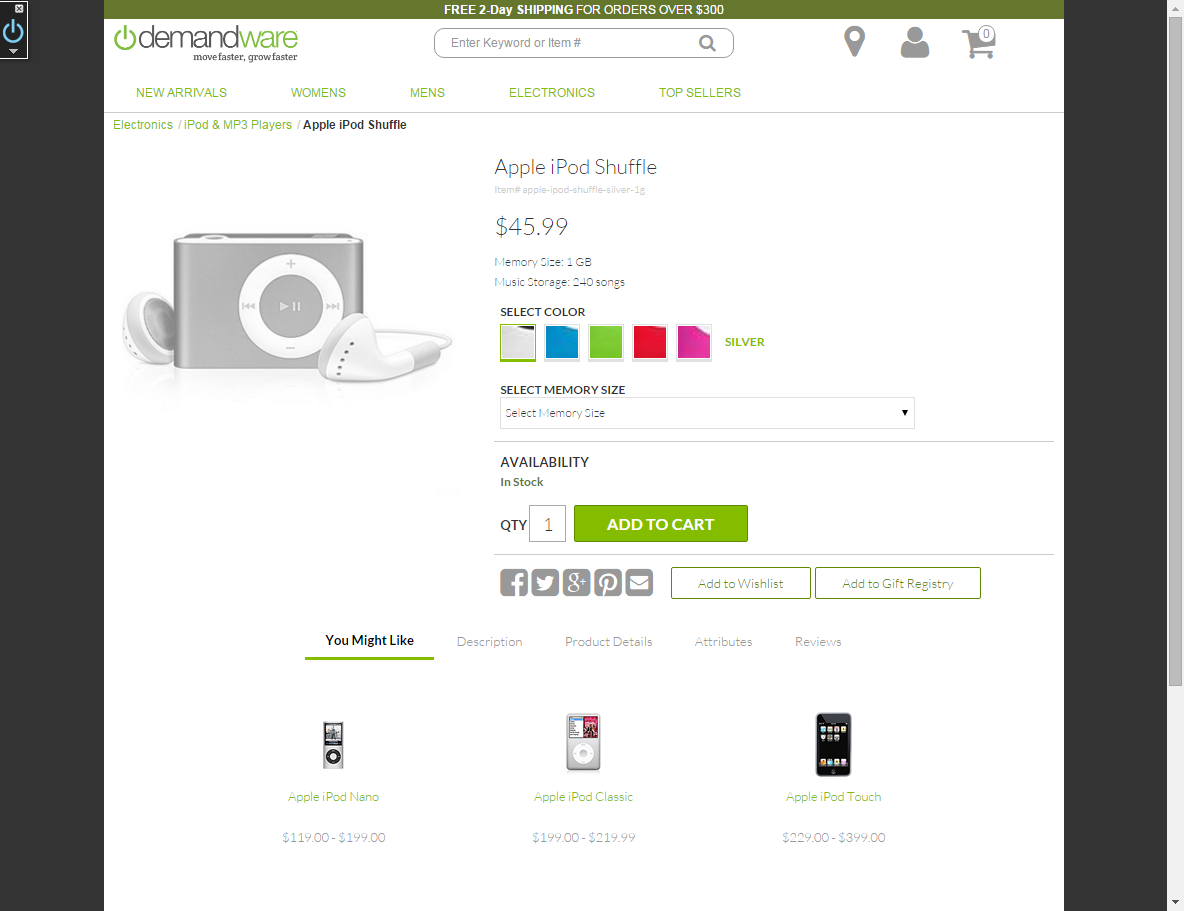 FREE 2-Day SHIPPING FOR ORDERS OVER $300
demandware
move faster, grow faster
Enter Keyword or Item #
0
NEW ARRIVALS WOMENS MENS ELECTRONICS TOP SELLERS
Electronics / iPod & MP3 Players / Apple iPod Shuffle
Apple iPod Shuffle
Item# apple-ipod-shuffle-silver-1g
$45.99
Memory Size: 1 GB
Music Storage: 240 songs
SELECT COLOR
SILVER
SELECT MEMORY SIZE
Select Memory Size
AVAILABILITY
In Stock
QTY 1 ADD TO CART
Add to Wishlist Add to Gift Registry
You Might Like Description Product Details Attributes Reviews
Apple iPod Nano Apple iPod Classic Apple iPod Touch
$119.00 - $199.00 $199.00 - $219.99 $229.00 - $399.00